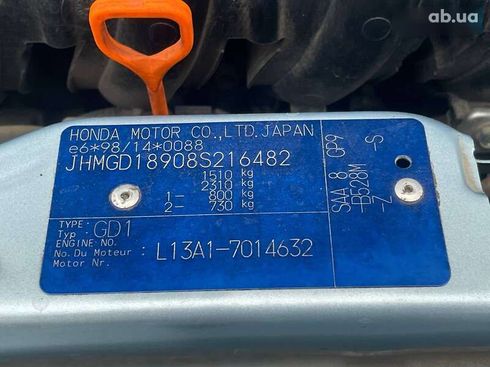 ab.ua
HONDA MOTOR CO.,LTD.JAPAN
e6*98/14*0088
JHMGD18908S216482
1510 kg
2310 kg
1- 800 kg
2- 730 kg
TYPE:
Typ: GD1
ENGINE NO.
No.Du Moteur: L13A1-7014632
Motor Nr.
SAA 8 GP9
-B528M -S
-Z